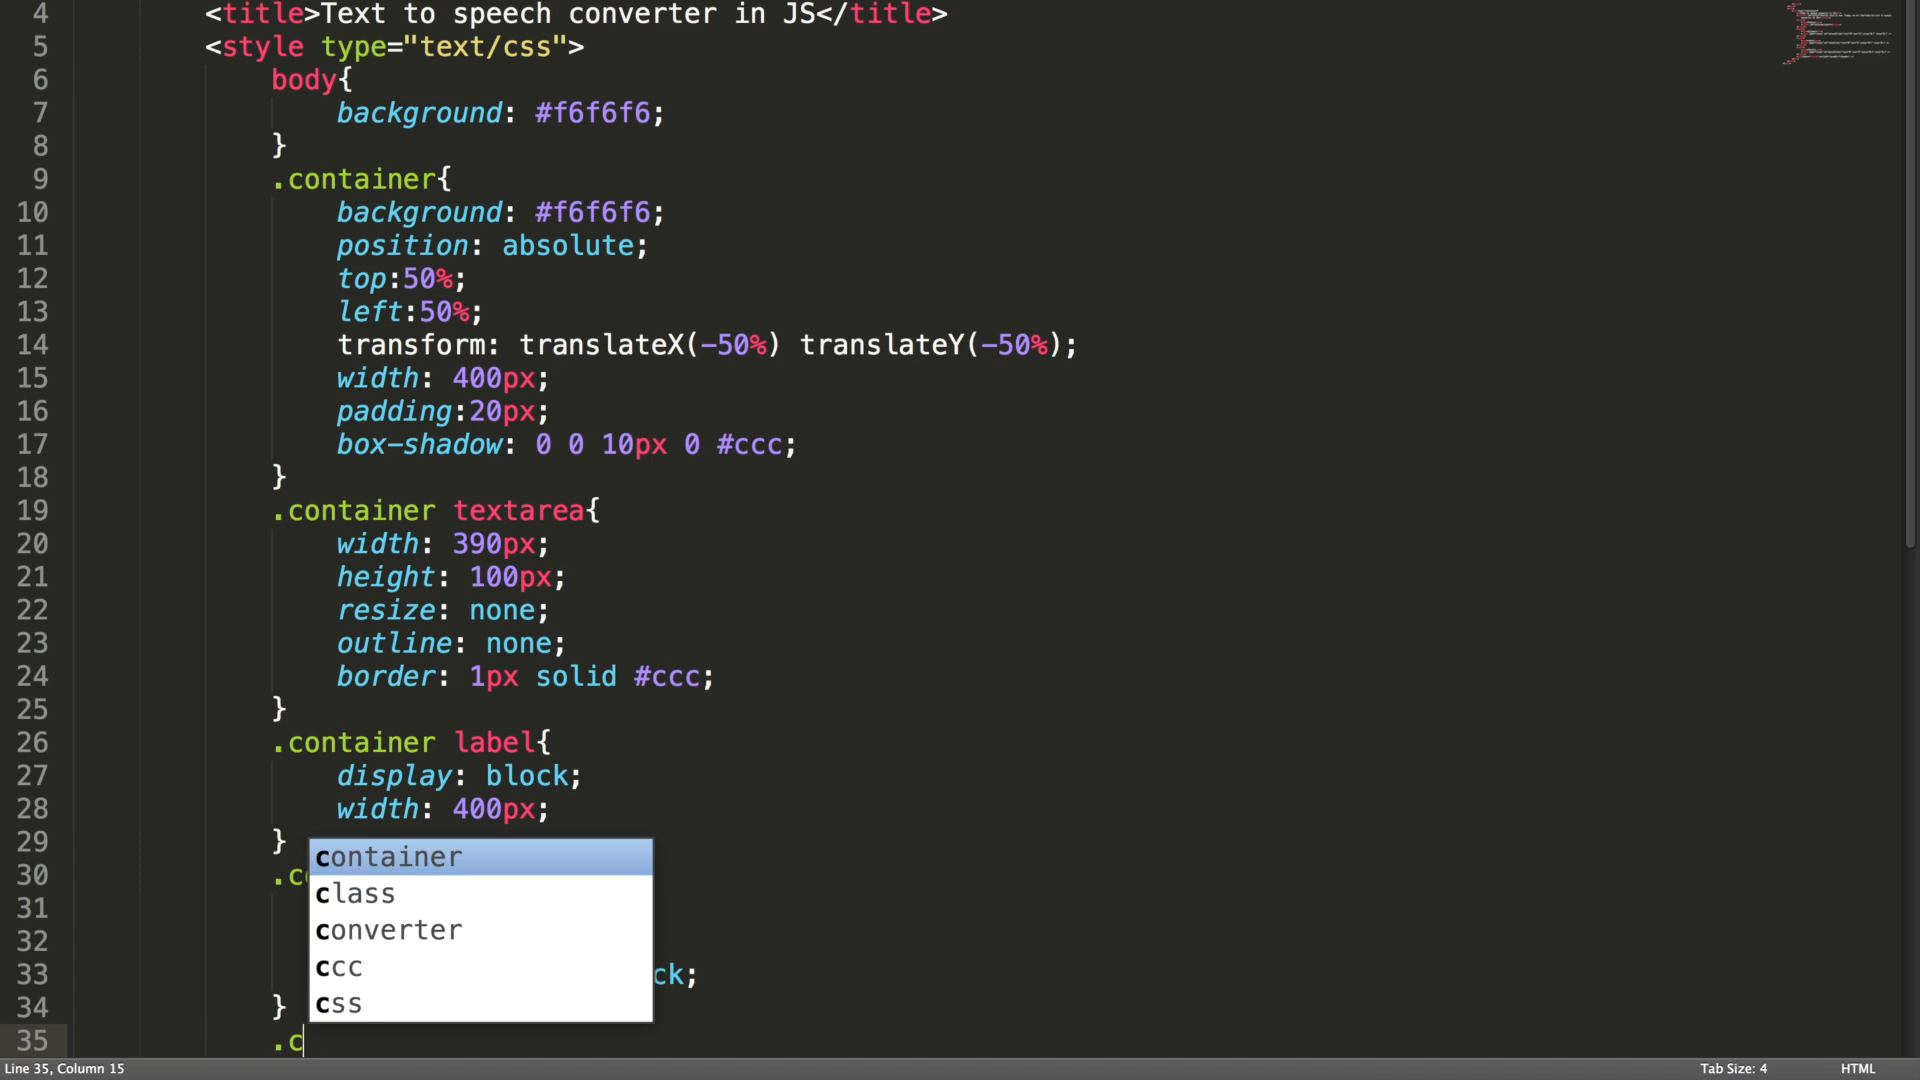 4 <title>Text to speech converter in JS</title>
5 <style type="text/css">
6 body{
7 background: #f6f6f6;
8 }
9 .container{
10 background: #f6f6f6;
11 position: absolute;
12 top:50%;
13 left:50%;
14 transform: translateX(-50%) translateY(-50%);
15 width: 400px;
16 padding:20px;
17 box-shadow: 0 0 10px 0 #ccc;
18 }
19 .container textarea{
20 width: 390px;
21 height: 100px;
22 resize: none;
23 outline: none;
24 border: 1px solid #ccc;
25 }
26 .container label{
27 display: block;
28 width: 400px;
29 }
container
30 .c
class
31
converter
32
ccc
33 ck;
css
34 }
35 .c
Line 35, Column 15
Tab Size: 4
HTML